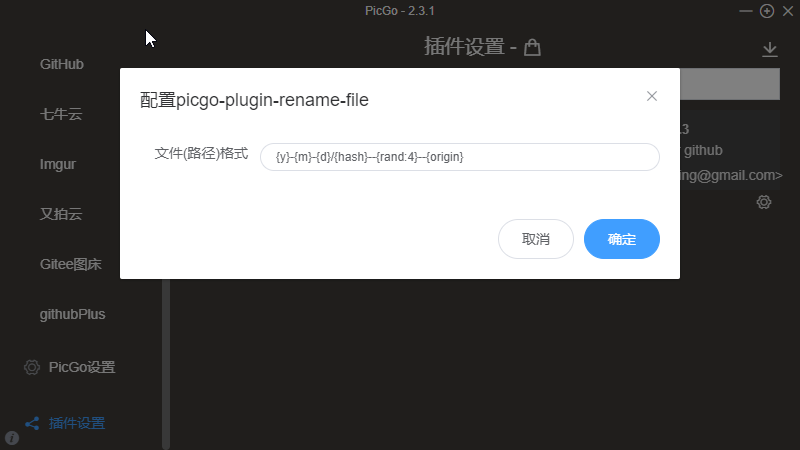 PicGo - 2.3.1
GitHub
七牛云
Imgur
又拍云
Gitee图床
githubPlus
PicGo设置
插件设置
插件设置 -
配置picgo-plugin-rename-file
文件(路径)格式
{y}-{m}-{d}/{hash}--{rand:4}--{origin}
取消
确定
.3
github
ing@gmail.com>